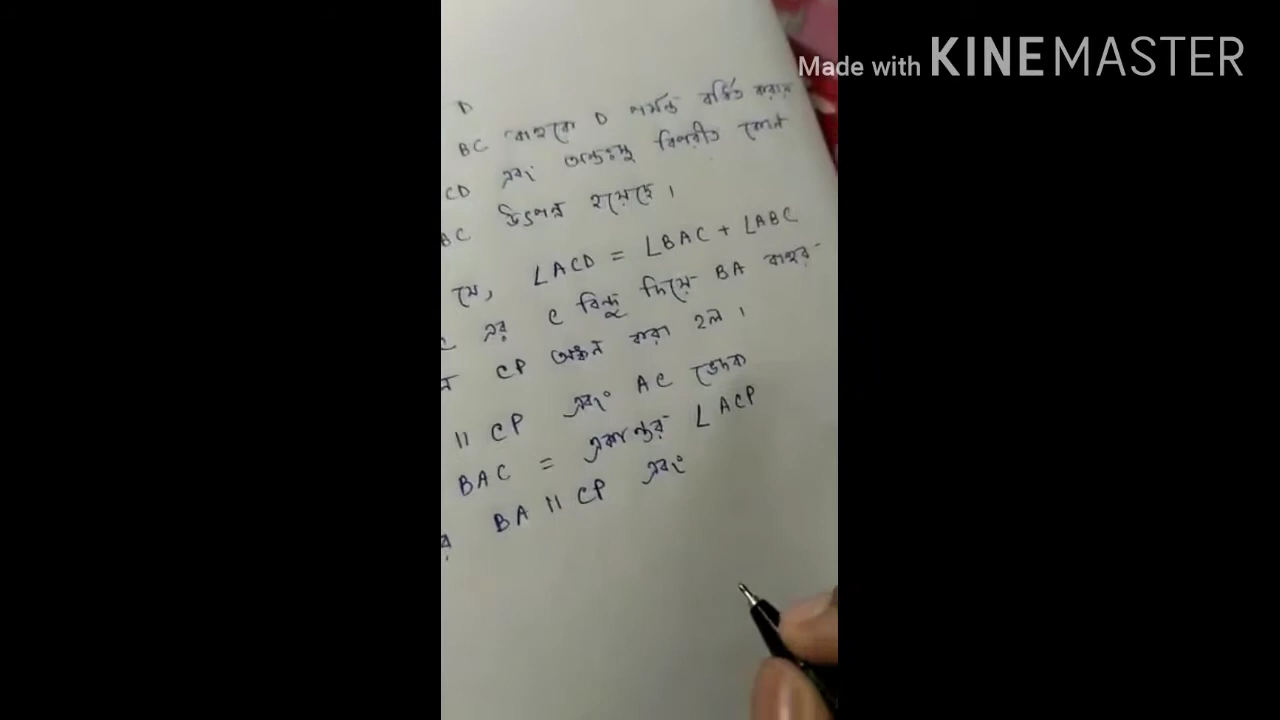 Made with KINEMASTER
D
BC বাহুকে D পর্যন্ত বর্ধিত করায়
CD এবং অন্তঃস্থ বিপরীত কোণ
BC উৎপন্ন হয়েছে।
যে, ∠ACD = ∠BAC + ∠ABC
এর C বিন্দু দিয়ে BA বাহুর
CP অঙ্কন করা হল।
|| CP এবং AC ছেদক
BAC = একান্তর ∠ACP
BA || CP এবং